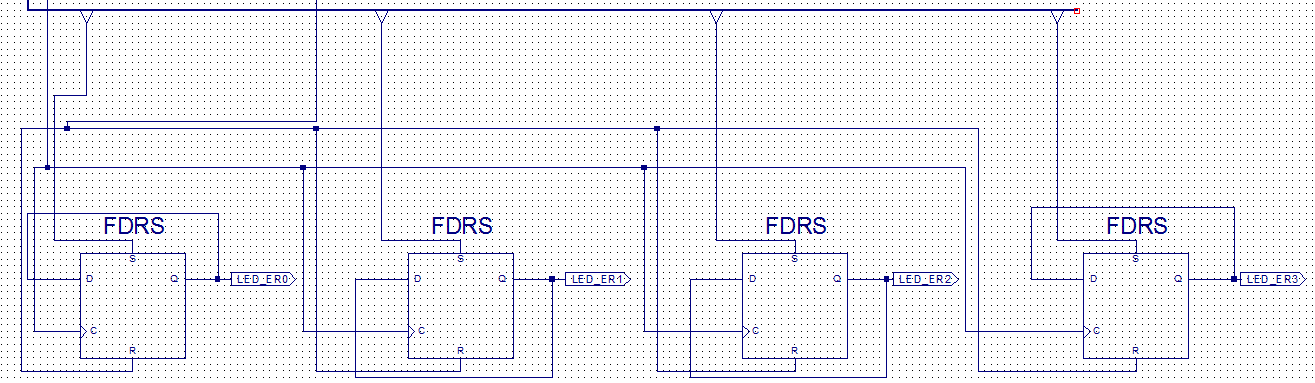 FDRS FDRS FDRS FDRS
S S S S
D Q LED_ER0 D Q LED_ER1 D Q LED_ER2 D Q LED_ER3
C C C C
R R R R